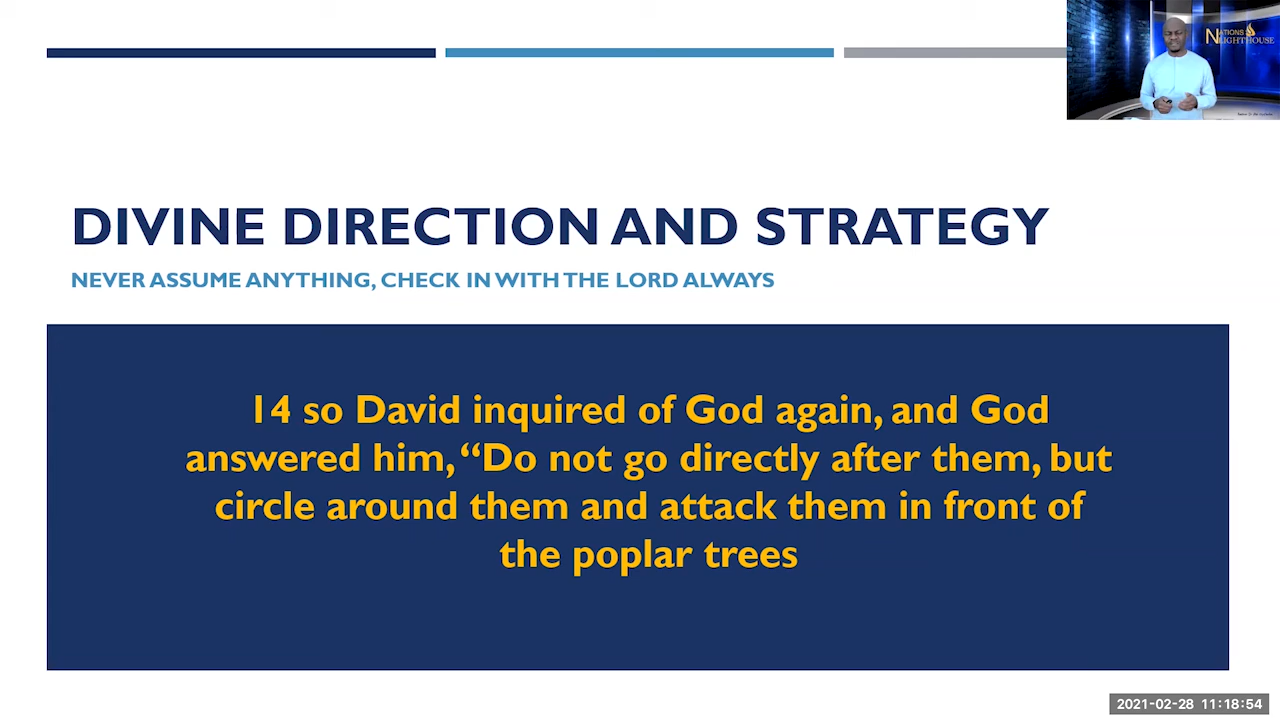 NATIONS
LIGHTHOUSE
DIVINE DIRECTION AND STRATEGY
NEVER ASSUME ANYTHING, CHECK IN WITH THE LORD ALWAYS
14 so David inquired of God again, and God
answered him, “Do not go directly after them, but
circle around them and attack them in front of
the poplar trees
2021-02-28 11:18:54